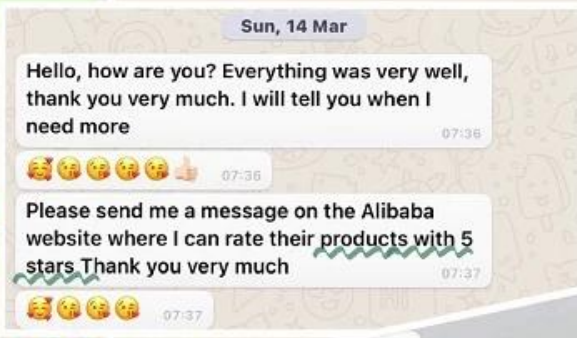 Sun, 14 Mar
Hello, how are you? Everything was very well,
thank you very much. I will tell you when I
need more
07:36
🥰😘😘😘😘👍🏻 07:36
Please send me a message on the Alibaba
website where I can rate their products with 5
stars Thank you very much
07:37
🥰😘😘😘 07:37